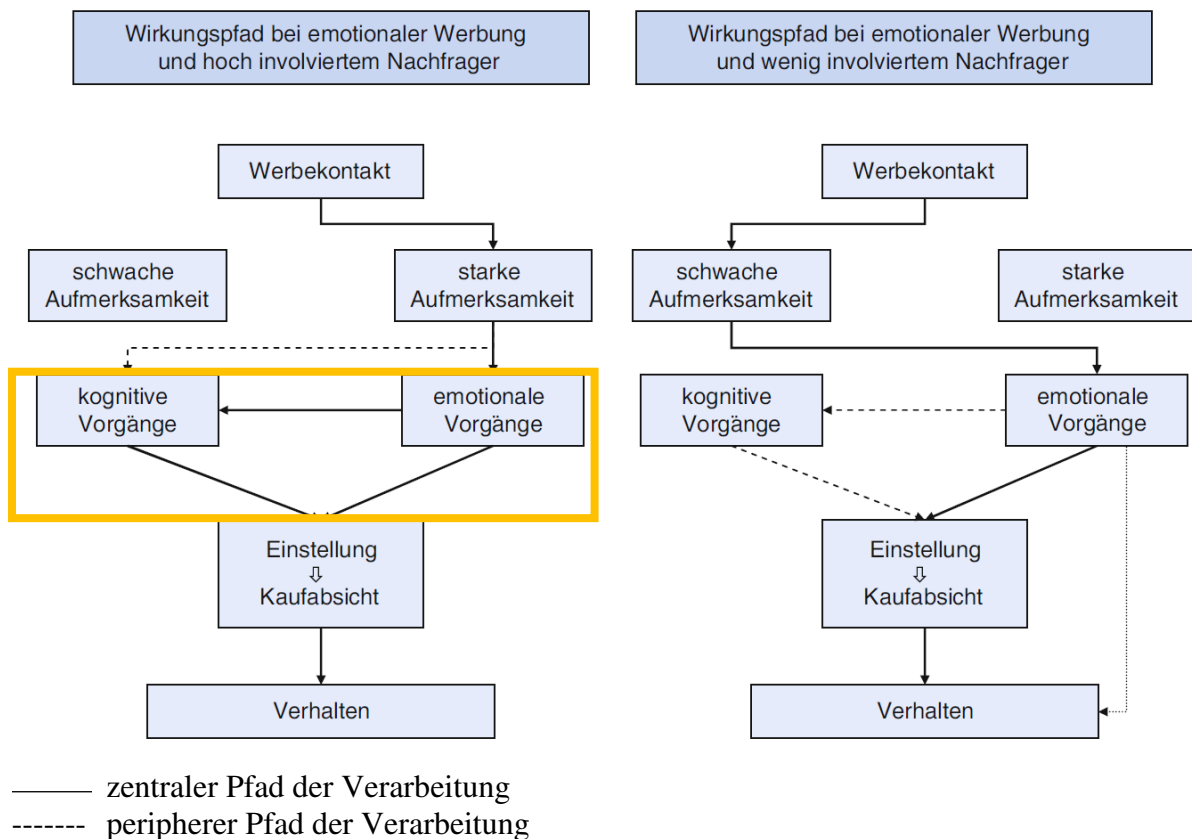 Wirkungspfad bei emotionaler Werbung
und hoch involviertem Nachfrager
Werbekontakt
schwache
Aufmerksamkeit
starke
Aufmerksamkeit
kognitive
Vorgänge
emotionale
Vorgänge
Einstellung
⇩
Kaufabsicht
Verhalten
Wirkungspfad bei emotionaler Werbung
und wenig involviertem Nachfrager
Werbekontakt
schwache
Aufmerksamkeit
starke
Aufmerksamkeit
kognitive
Vorgänge
emotionale
Vorgänge
Einstellung
⇩
Kaufabsicht
Verhalten
zentraler Pfad der Verarbeitung
peripherer Pfad der Verarbeitung